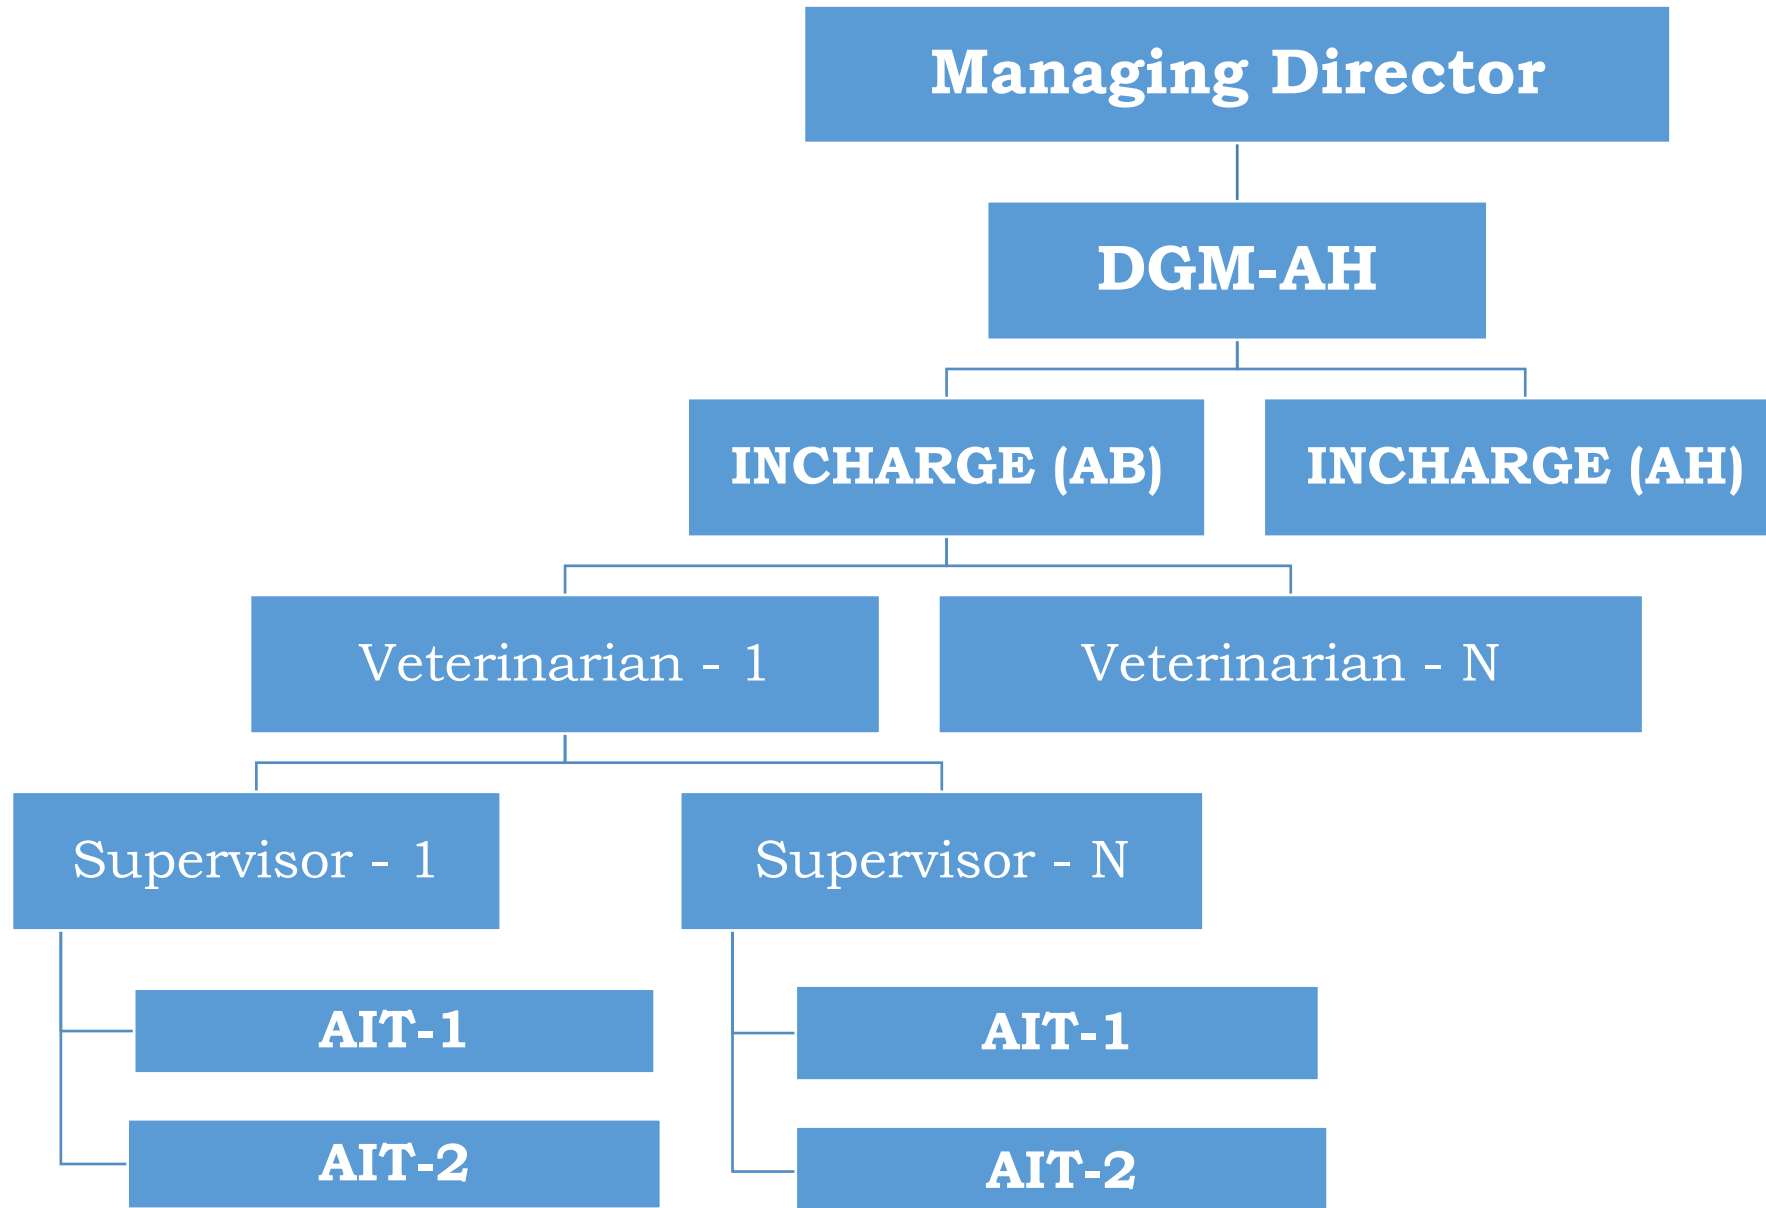 Managing Director
DGM-AH
INCHARGE (AB)
INCHARGE (AH)
Veterinarian - 1
Veterinarian - N
Supervisor - 1
Supervisor - N
AIT-1
AIT-1
AIT-2
AIT-2